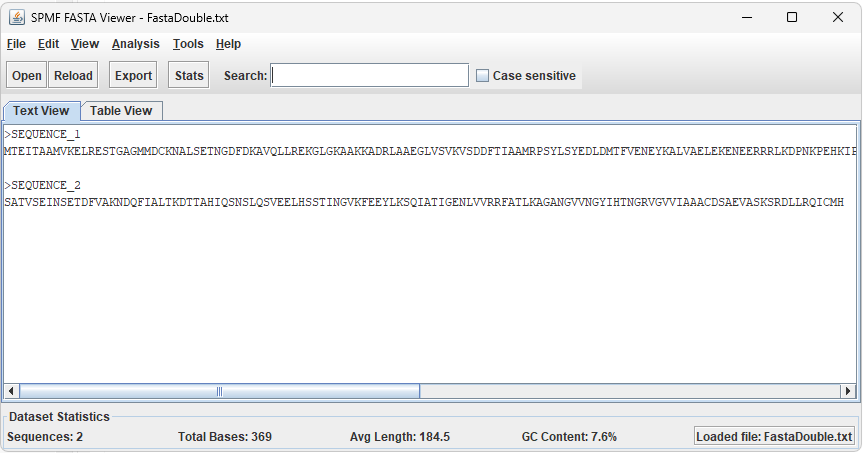 SPMF FASTA Viewer - FastaDouble.txt
File Edit View Analysis Tools Help
Open Reload Export Stats Search: Case sensitive
Text View Table View
>SEQUENCE_1
MTEITAAMVKELRESTGAGMMDCKNALSETNGDFDKAVQLLREKGLGKAAKKADRLAAEGLVSVKVSDDFTIAAMRPSYLSYEDLDMTFVENEYKALVAELEKENEERRRLKDPNKPEHKIP
>SEQUENCE_2
SATVSEINSETDFVAKNDQFIALTKDTTAHIQSNSLQSVEELHSSTINGVKFEEYLKSQIATIGENLVVRRFATLKAGANGVVNGYIHTNGRVGVVIAAACDSAEVASKSRDLLRQICMH
Dataset Statistics
Sequences: 2 Total Bases: 369 Avg Length: 184.5 GC Content: 7.6% Loaded file: FastaDouble.txt